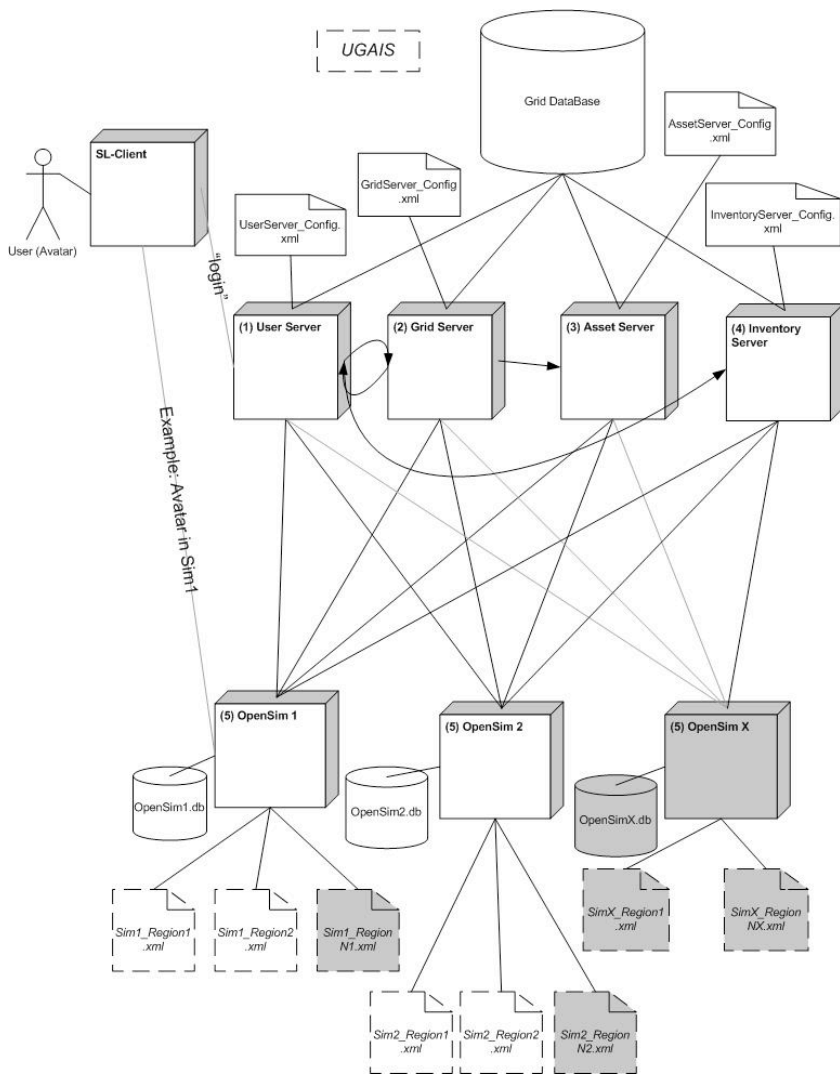 UGAIS
Grid DataBase
AssetServer_Config
.xml
SL-Client
GridServer_Config
.xml
InventoryServer_Config.
xml
UserServer_Config.
xml
User (Avatar)
"login"
(1) User Server
(2) Grid Server
(3) Asset Server
(4) Inventory
Server
Example: Avatar in Sim1
(5) OpenSim 1
(5) OpenSim 2
(5) OpenSim X
OpenSim1.db
OpenSim2.db
OpenSimX.db
Sim1_Region1
.xml
Sim1_Region2
.xml
Sim1_Region
N1.xml
SimX_Region1
.xml
SimX_Region
NX.xml
Sim2_Region1
.xml
Sim2_Region2
.xml
Sim2_Region
N2.xml